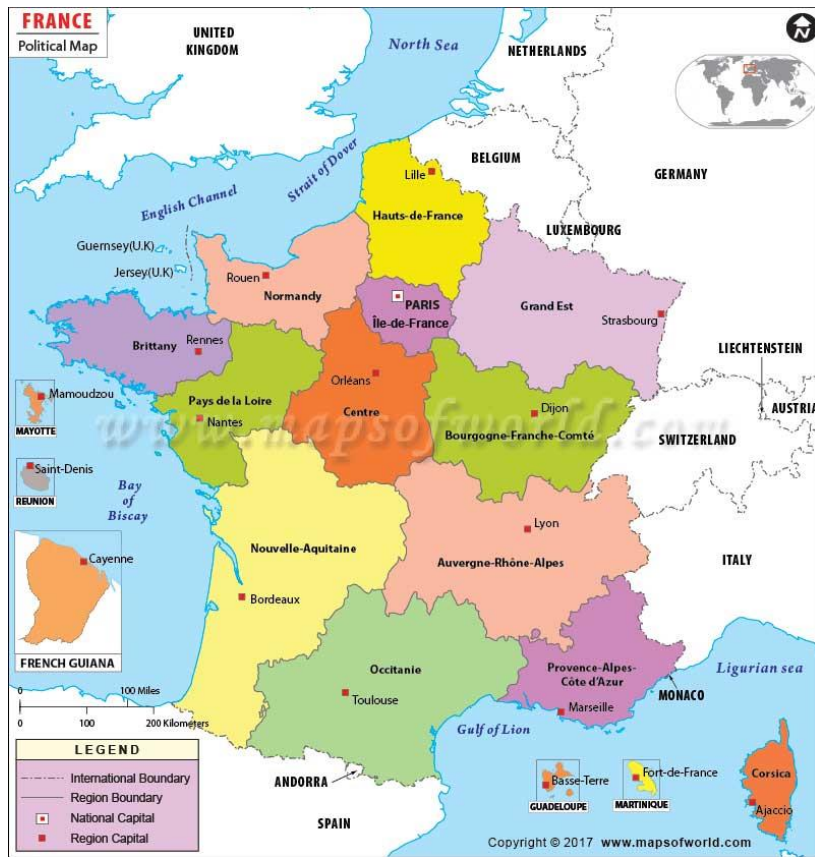 FRANCE
Political Map
UNITED
KINGDOM
North Sea
NETHERLANDS
N
BELGIUM
GERMANY
Strait of Dover
English Channel
Lille
Hauts-de-France
LUXEMBOURG
Guernsey(U.K)
Jersey(U.K)
Rouen
Normandy
PARIS
Île-de-France
Grand Est
Strasbourg
Brittany
Rennes
LIECHTENSTEIN
Orléans
Centre
Pays de la Loire
Nantes
Dijon
Bourgogne-Franche-Comté
AUSTRIA
SWITZERLAND
www.mapsofworld.com
Mamoudzou
MAYOTTE
Saint-Denis
REUNION
Bay
of
Biscay
Lyon
Auvergne-Rhône-Alpes
Nouvelle-Aquitaine
Bordeaux
ITALY
Cayenne
FRENCH GUIANA
Occitanie
Toulouse
Provence-Alpes-
Côte d'Azur
Marseille
MONACO
Ligurian sea
Gulf of Lion
0 100 Miles
0 100 200 Kilometers
LEGEND
International Boundary
Region Boundary
National Capital
Region Capital
ANDORRA
SPAIN
Basse-Terre
GUADELOUPE
Fort-de-France
MARTINIQUE
Corsica
Ajaccio
Copyright © 2017 www.mapsofworld.com